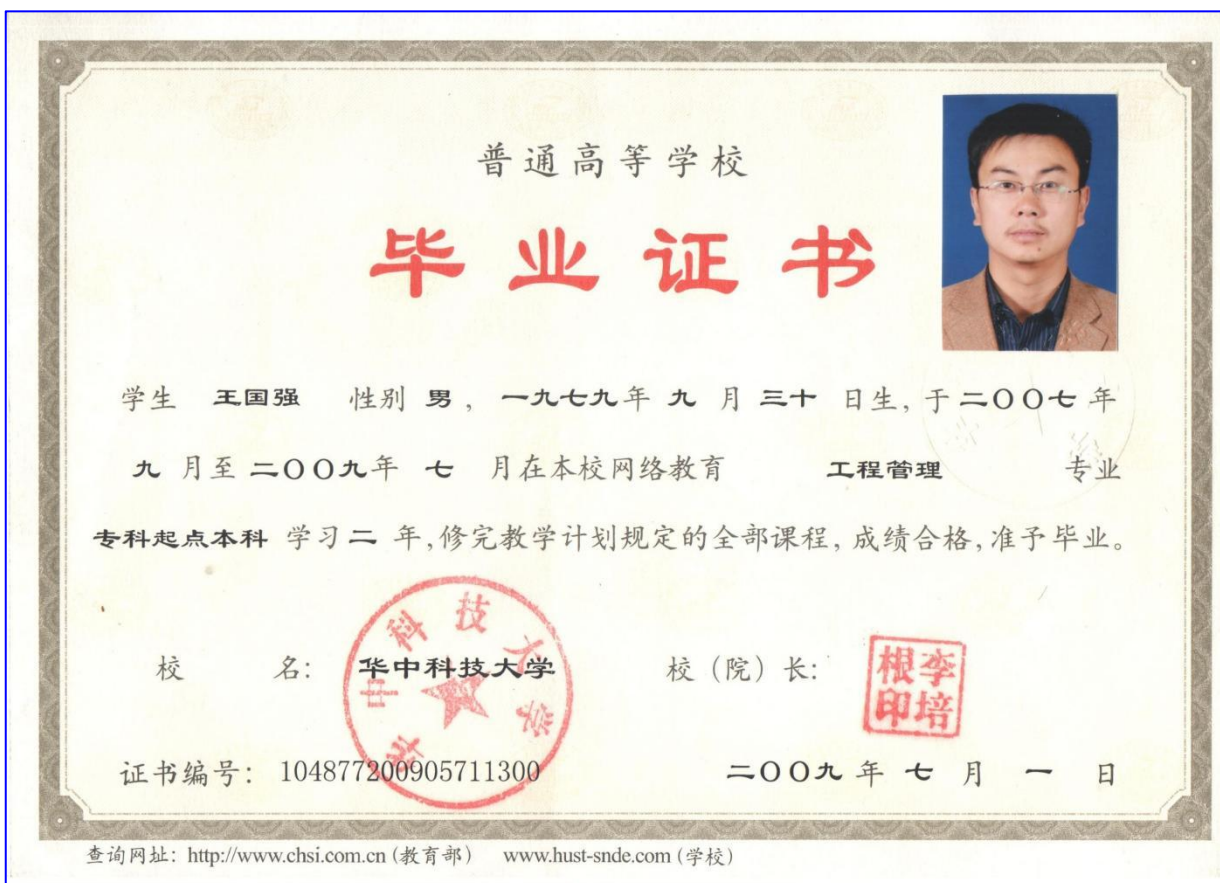 普通高等学校
毕业证书
学生 王国强 性别 男, 一九七九年 九 月 三十 日生, 于二〇〇七年
九 月至 二〇〇九年 七 月在本校网络教育 工程管理 专业
专科起点本科 学习二 年,修完教学计划规定的全部课程, 成绩合格,准予毕业。
校 名: 华中科技大学 校(院)长:
华中科技大学
李培根印
证书编号: 104877200905711300 二〇〇九 年 七 月 一 日
查询网址: http://www.chsi.com.cn (教育部) www.hust-snde.com (学校)